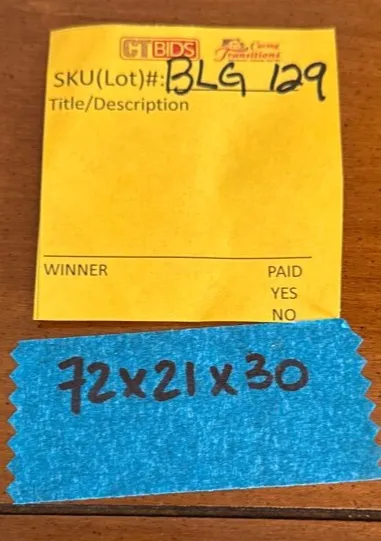 CTBIDS Caring Transitions
SKU(Lot)#: BLG 129
Title/Description
WINNER PAID
YES
NO
72x21x30